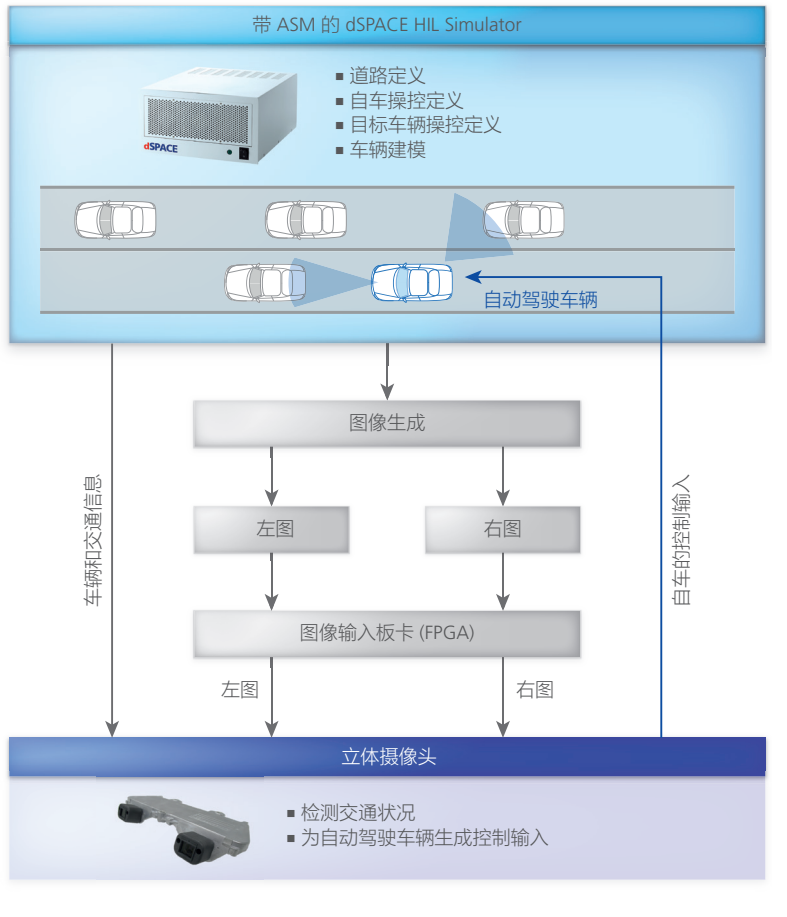 带 ASM 的 dSPACE HIL Simulator
■ 道路定义
■ 自车操控定义
■ 目标车辆操控定义
■ 车辆建模
dSPACE
自动驾驶车辆
图像生成
车辆和交通信息
自车的控制输入
左图
右图
图像输入板卡 (FPGA)
左图
右图
立体摄像头
■ 检测交通状况
■ 为自动驾驶车辆生成控制输入